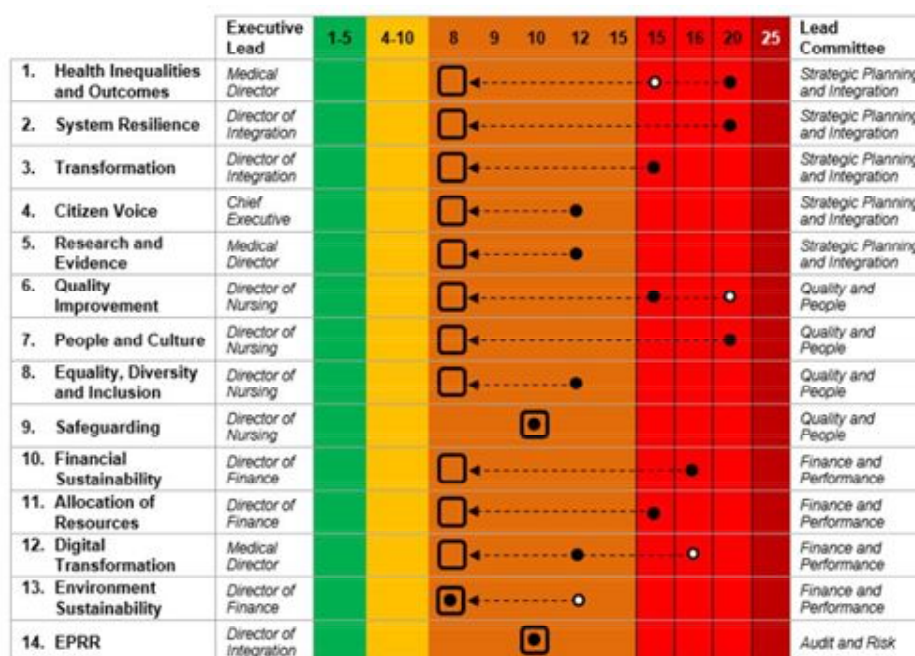 Executive Lead 1-5 4-10 8 9 10 12 15 15 16 20 25 Lead Committee
1. Health Inequalities and Outcomes Medical Director Strategic Planning and Integration
2. System Resilience Director of Integration Strategic Planning and Integration
3. Transformation Director of Integration Strategic Planning and Integration
4. Citizen Voice Chief Executive Strategic Planning and Integration
5. Research and Evidence Medical Director Strategic Planning and Integration
6. Quality Improvement Director of Nursing Quality and People
7. People and Culture Director of Nursing Quality and People
8. Equality, Diversity and Inclusion Director of Nursing Quality and People
9. Safeguarding Director of Nursing Quality and People
10. Financial Sustainability Director of Finance Finance and Performance
11. Allocation of Resources Director of Finance Finance and Performance
12. Digital Transformation Medical Director Finance and Performance
13. Environment Sustainability Director of Finance Finance and Performance
14. EPRR Director of Integration Audit and Risk